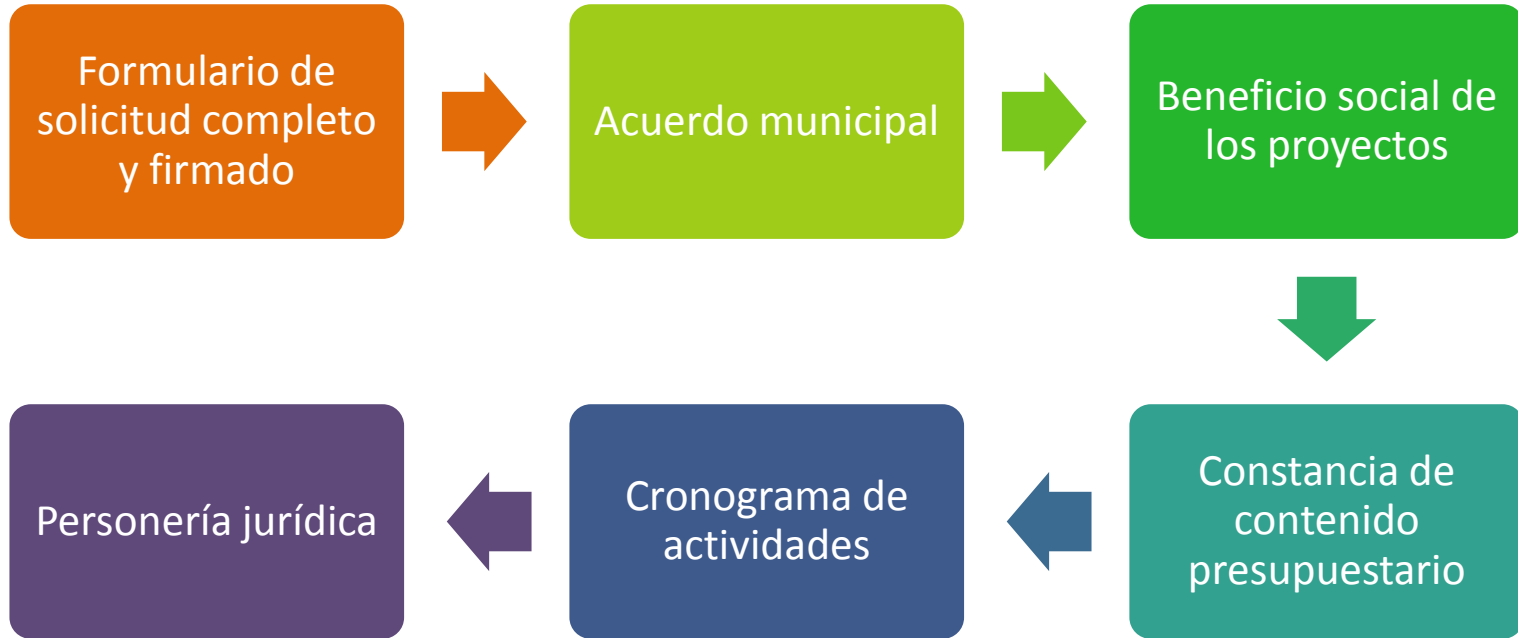 Formulario de
solicitud completo
y firmado
Acuerdo municipal
Beneficio social de
los proyectos
Constancia de
contenido
presupuestario
Cronograma de
actividades
Personería jurídica